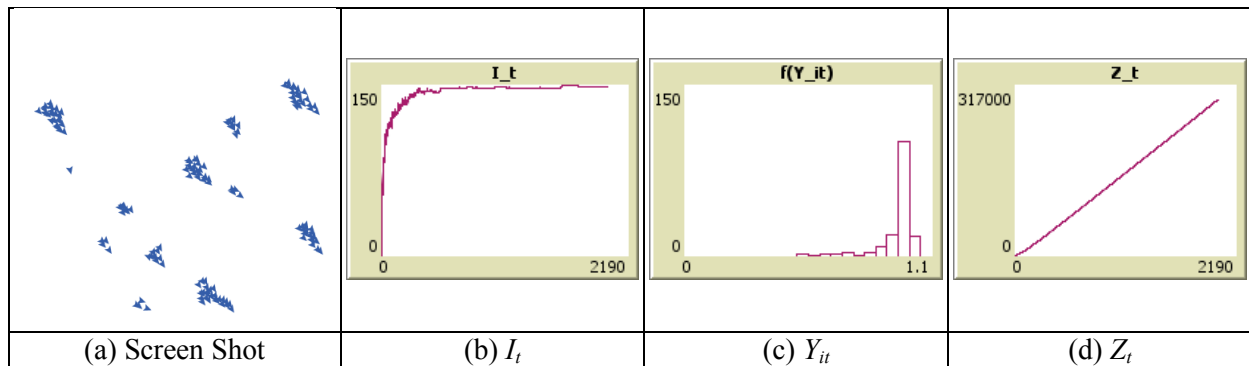 I_t
150
0
0 2190
f(Y_it)
150
0
0 1.1
Z_t
317000
0
0 2190
(a) Screen Shot
(b) I_t
(c) Y_it
(d) Z_t